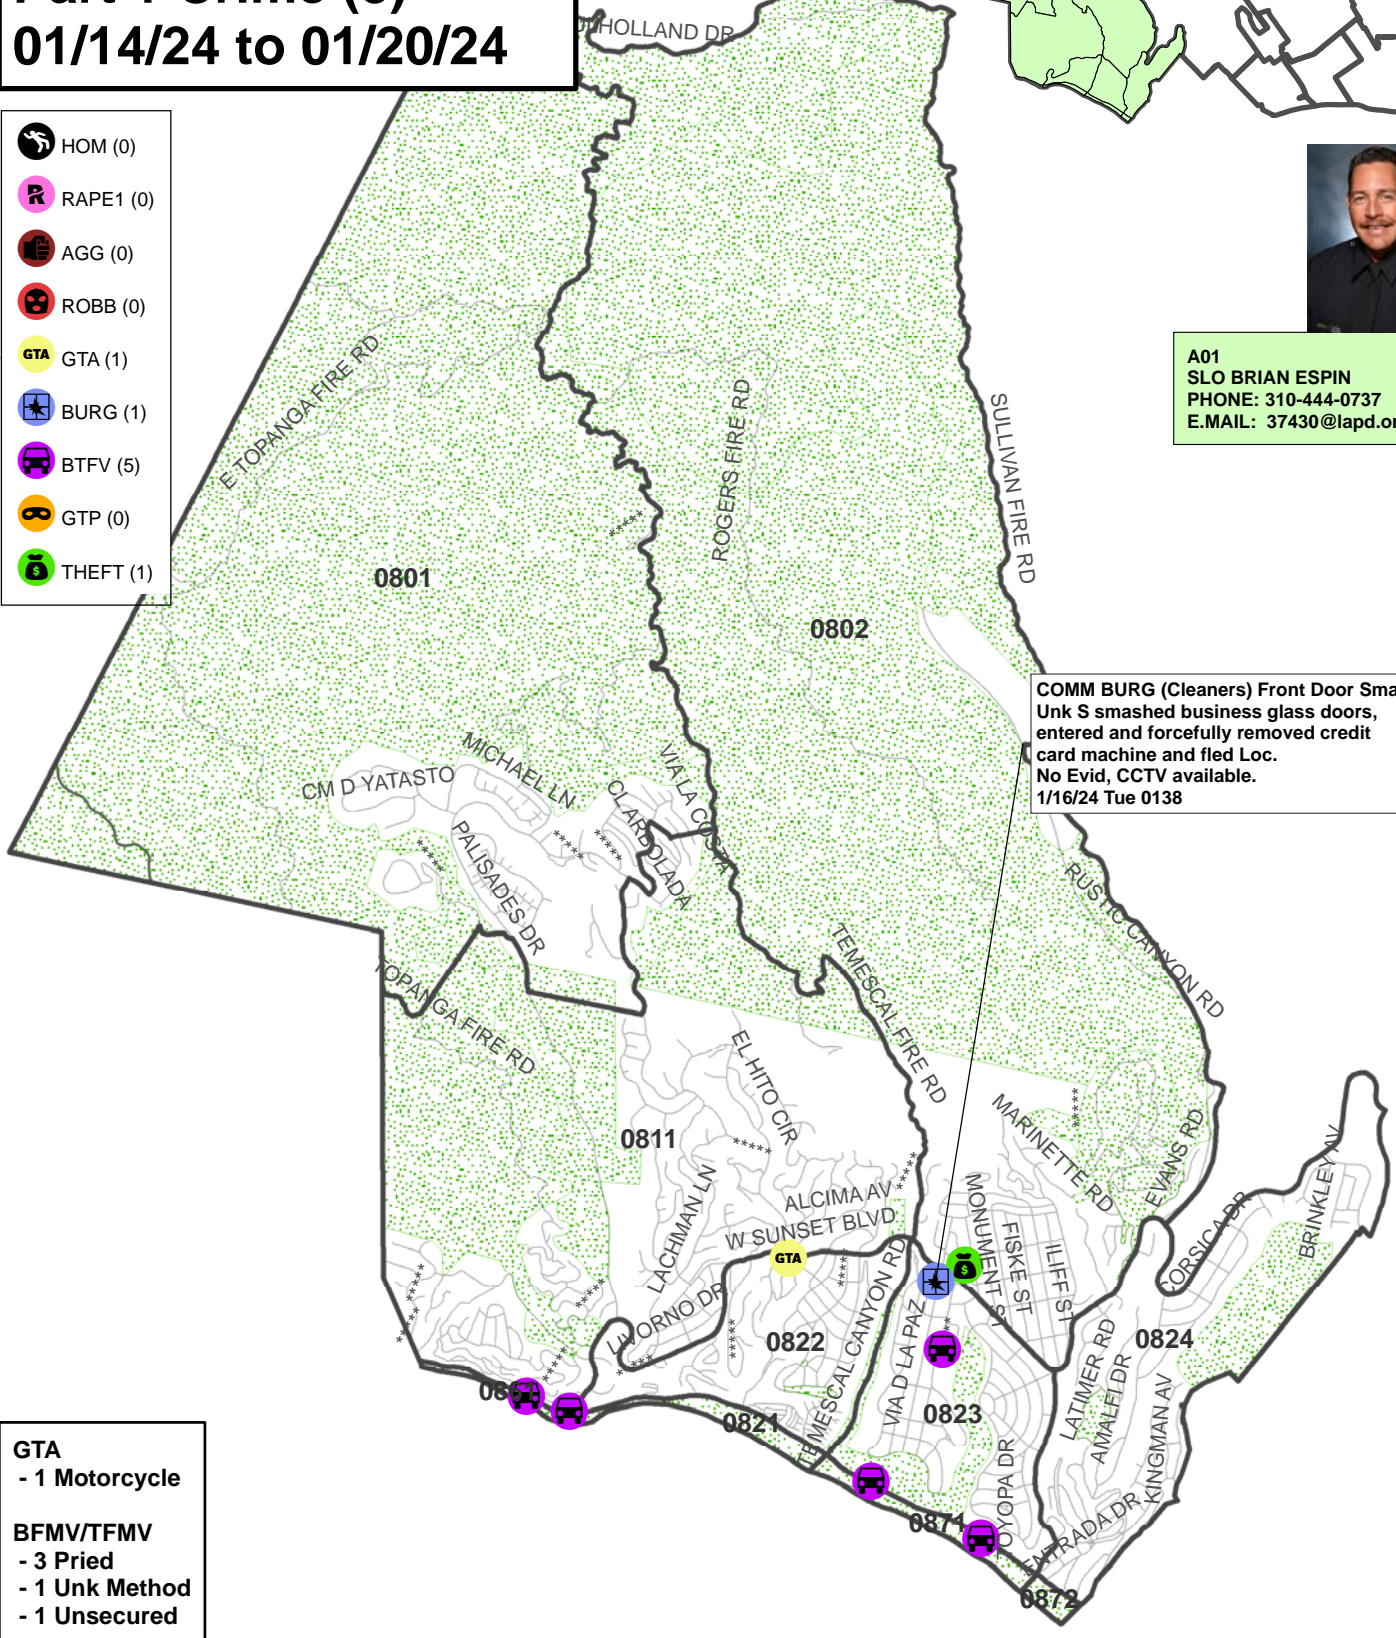 01/14/24 to 01/20/24
HOM (0)
RAPE1 (0)
AGG (0)
ROBB (0)
GTA
GTA (1)
BURG (1)
BTFV (5)
GTP (0)
THEFT (1)
A01
SLO BRIAN ESPIN
PHONE: 310-444-0737
E.MAIL: 37430@lapd.or
COMM BURG (Cleaners) Front Door Sma
Unk S smashed business glass doors,
entered and forcefully removed credit
card machine and fled Loc.
No Evid, CCTV available.
1/16/24 Tue 0138
HOLLAND DR
E TOPANGA FIRE RD
ROGERS FIRE RD
SULLIVAN FIRE RD
*****
0801
0802
CM D YATASTO
MICHAEL LN
VIA LA COSTA
CLARBOLADA
PALISADES DR
*****
*****
*****
RUSTIC CANYON RD
TEMESCAL FIRE RD
TOPANGA FIRE RD
EL HITO CIR
0811
*****
MARINETTE RD
*****
EVANS RD
BRINKLEY AV
CORSICA DR
LACHMAN LN
ALCIMA AV
*****
W SUNSET BLVD
GTA
MONUMENT ST
FISKE ST
ILIFF ST
LIVORNO DR
0822
TEMESCAL CANYON RD
VIA D LA PAZ
0824
LATIMER RD
AMALFI DR
KINGMAN AV
0821
0823
0871
ENTRADA DR
0872
GTA
- 1 Motorcycle
BFMV/TFMV
- 3 Pried
- 1 Unk Method
- 1 Unsecured